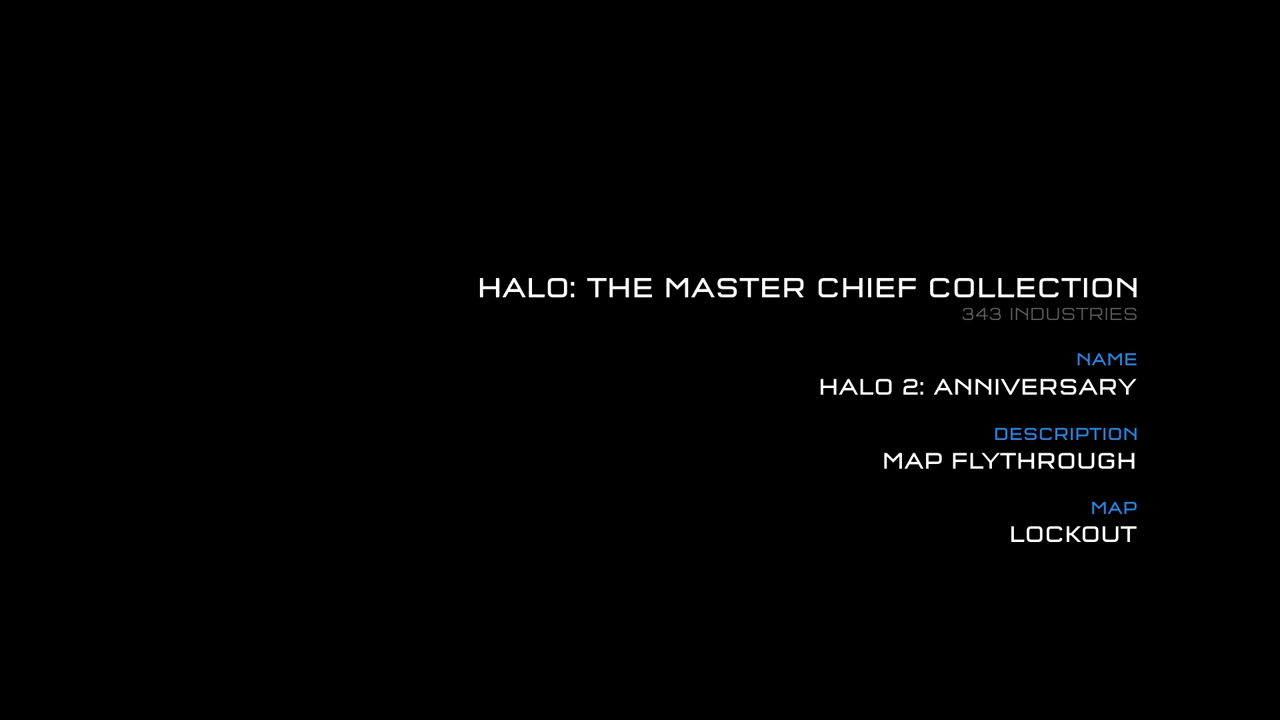 HALO: THE MASTER CHIEF COLLECTION
343 INDUSTRIES
NAME
HALO 2: ANNIVERSARY
DESCRIPTION
MAP FLYTHROUGH
MAP
LOCKOUT